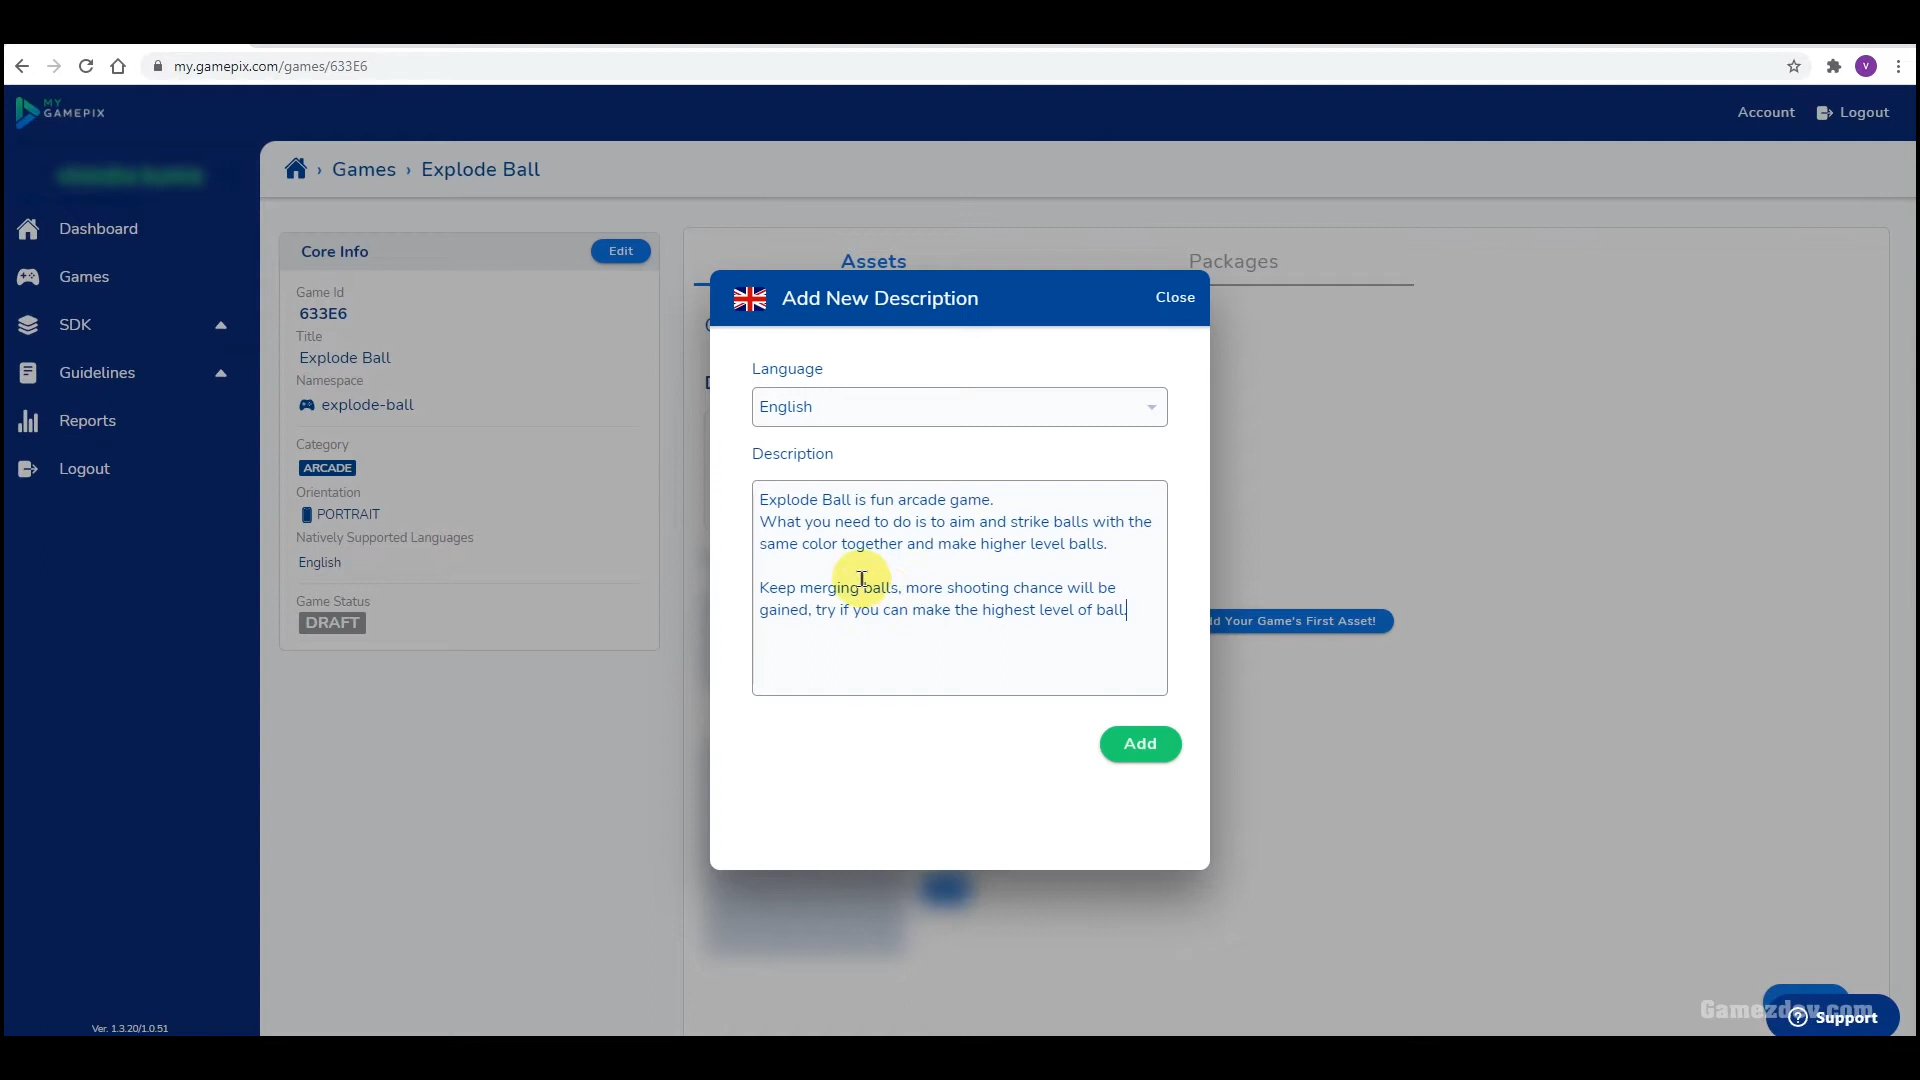 my.gamepix.com/games/633E6
V
MY
GAMEPIX
Account
Logout
Games › Explode Ball
Dashboard
Games
SDK
Guidelines
Reports
Logout
Core Info
Edit
Game Id
633E6
Title
Explode Ball
Namespace
explode-ball
Category
ARCADE
Orientation
PORTRAIT
Natively Supported Languages
English
Game Status
DRAFT
Assets
Packages
Add New Description
Close
Language
English
Description
Explode Ball is fun arcade game.
What you need to do is to aim and strike balls with the
same color together and make higher level balls.
Keep merging balls, more shooting chance will be
gained, try if you can make the highest level of ball.
Add
d Your Game's First Asset!
Gamezdev.com
Support
Ver. 1.3.20/1.0.51